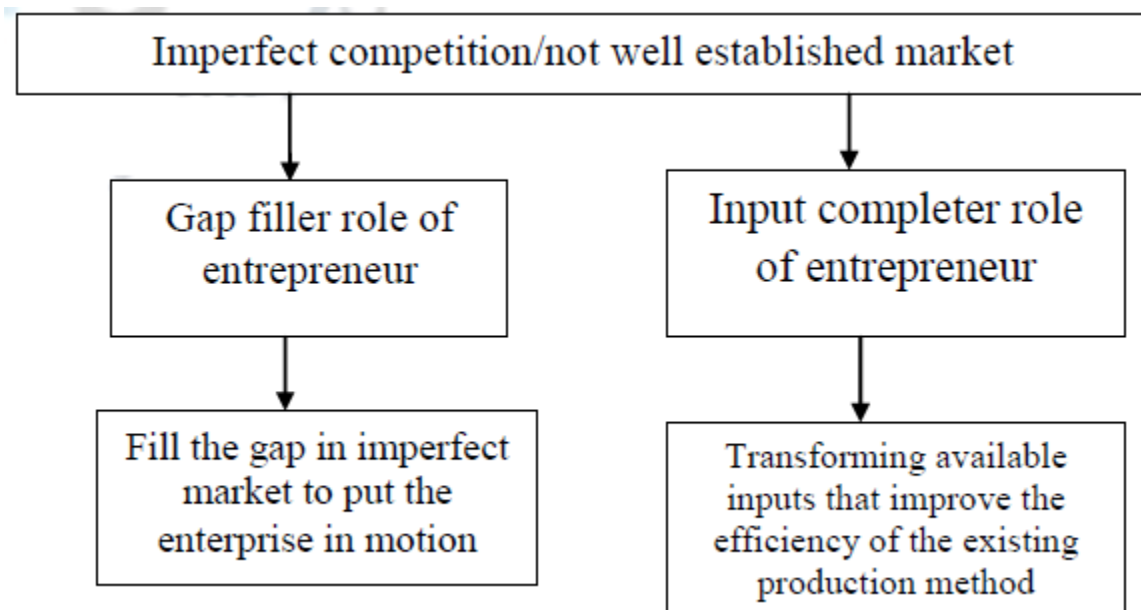 Imperfect competition/not well established market
Gap filler role of
entrepreneur
Input completer role
of entrepreneur
Fill the gap in imperfect
market to put the
enterprise in motion
Transforming available
inputs that improve the
efficiency of the existing
production method